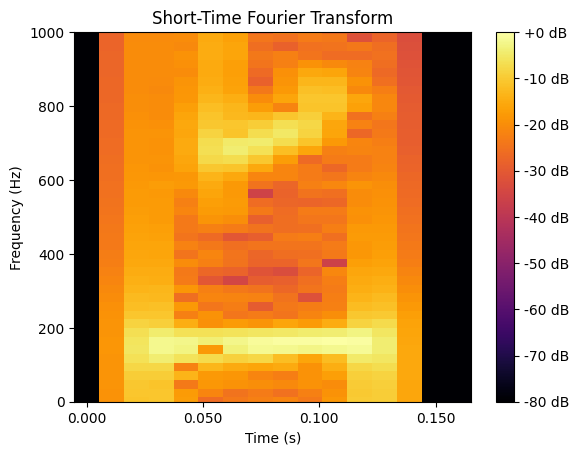 Short-Time Fourier Transform
1000
800
600
400
200
0
Frequency (Hz)
0.000
0.050
0.100
0.150
Time (s)
+0 dB
-10 dB
-20 dB
-30 dB
-40 dB
-50 dB
-60 dB
-70 dB
-80 dB